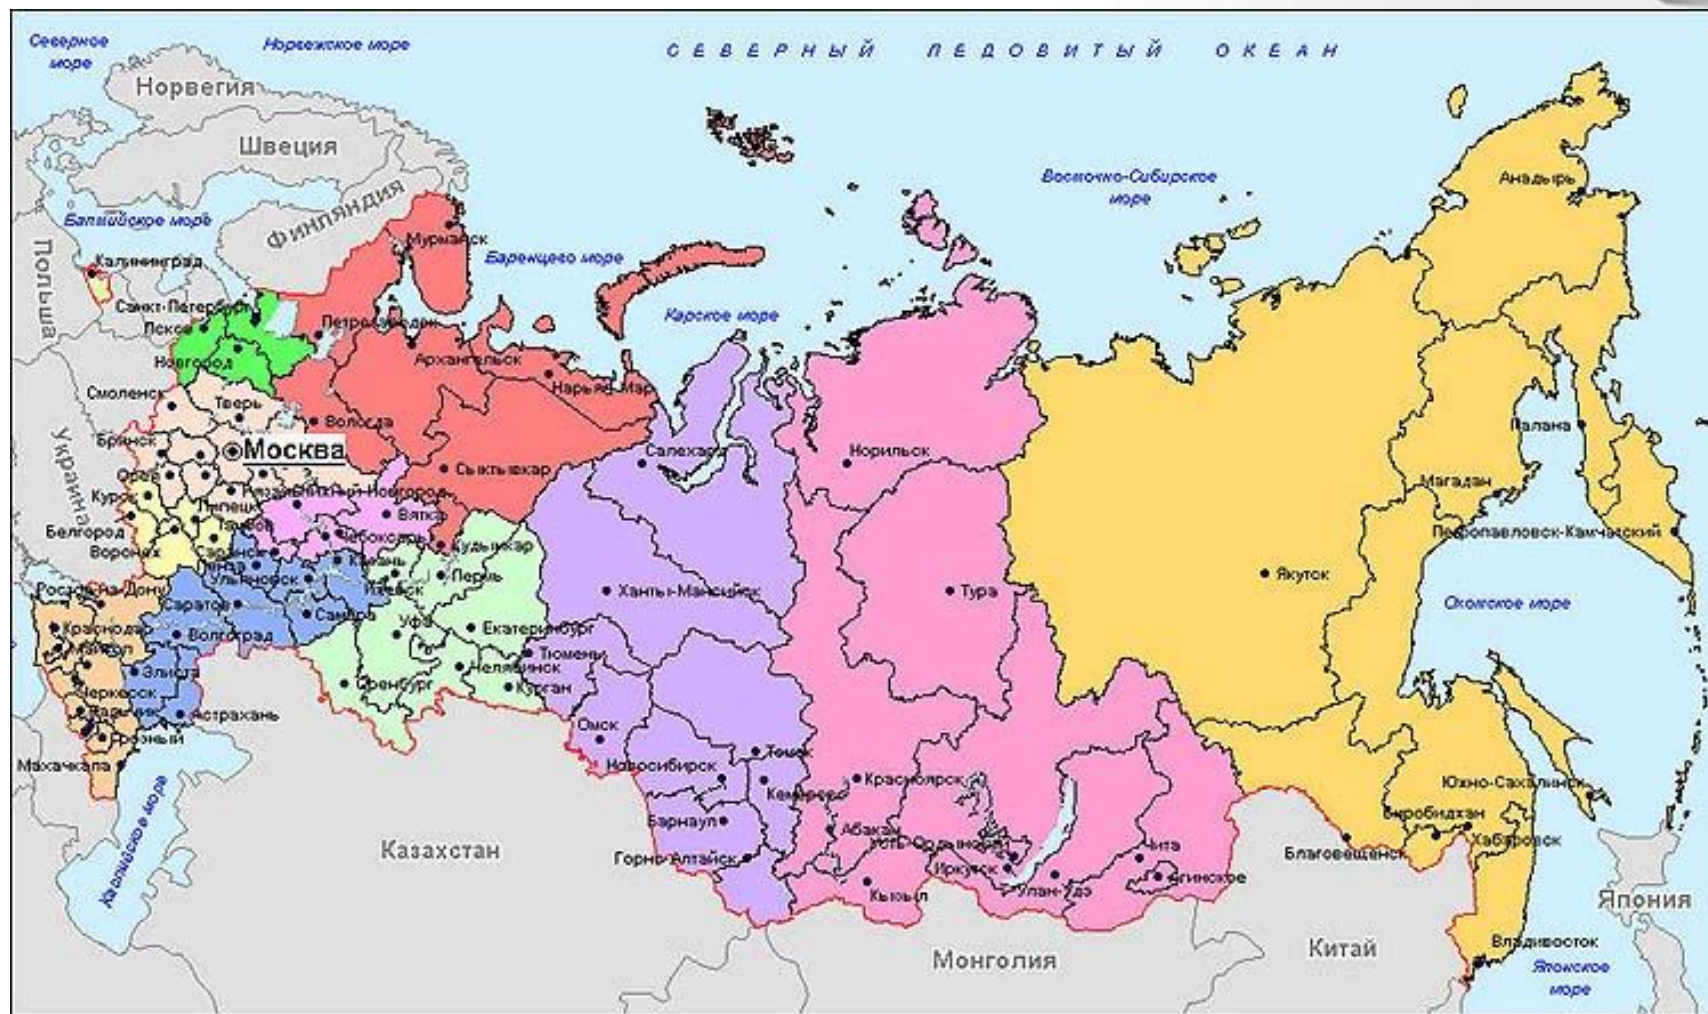 Северное
море
Норвежское море
СЕВЕРНЫЙ ЛЕДОВИТЫЙ ОКЕАН
Норвегия
Швеция
Финляндия
Балтийское море
Восточно-Сибирское
море
Анадырь
Польша
Калининград
Мурманск
Баренцево море
Санкт-Петербург
Псков
Петрозаводск
Карское море
Новгород
Архангельск
Нарьян-Мар
Смоленск
Тверь
Вологда
Украина
Брянск
Москва
Сыктывкар
Салехард
Норильск
Палана
Орел
Курск
Рязань
Нижний Новгород
Магадан
Липецк
Вятка
Белгород
Тамбов
Чебоксары
Петропавловск-Камчатский
Воронеж
Саранск
Кудымкар
Пенза
Казань
Ульяновск
Ижевск
Пермь
Якутск
Ростов-на-Дону
Саратов
Самара
Ханты-Мансийск
Тура
Охотское море
Краснодар
Волгоград
Уфа
Екатеринбург
Майкоп
Тюмень
Элиста
Челябинск
Черкесск
Оренбург
Курган
Нальчик
Астрахань
Грозный
Омск
Томск
Махачкала
Новосибирск
Кемерово
Красноярск
Южно-Сахалинск
Каспийское море
Барнаул
Абакан
Усть-Ордынский
Биробиджан
Хабаровск
Казахстан
Горно-Алтайск
Иркутск
Чита
Благовещенск
Улан-Удэ
Агинское
Кызыл
Япония
Монголия
Китай
Владивосток
Японское
море